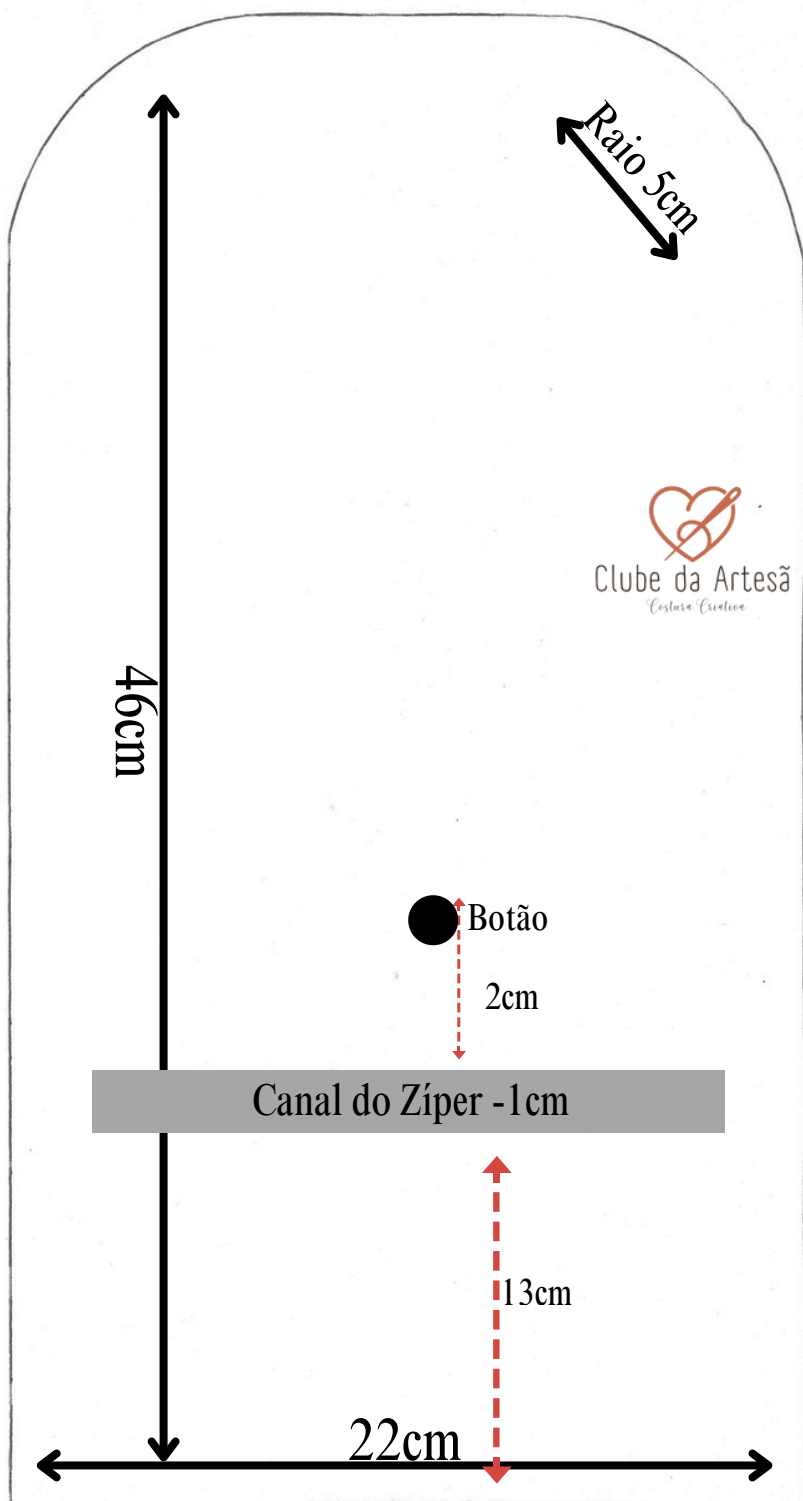 Raio 5cm
Clube da Artesã
Costura Criativa
46cm
Botão
2cm
Canal do Zíper -1cm
13cm
22cm